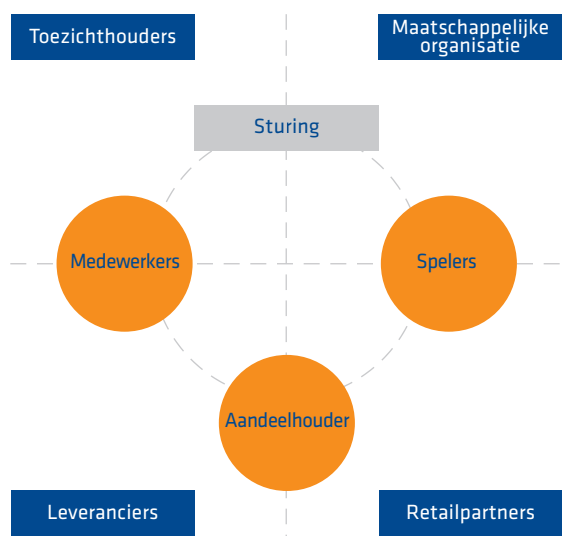 Toezichthouders
Maatschappelijke
organisatie
Sturing
Medewerkers
Spelers
Aandeelhouder
Leveranciers
Retailpartners